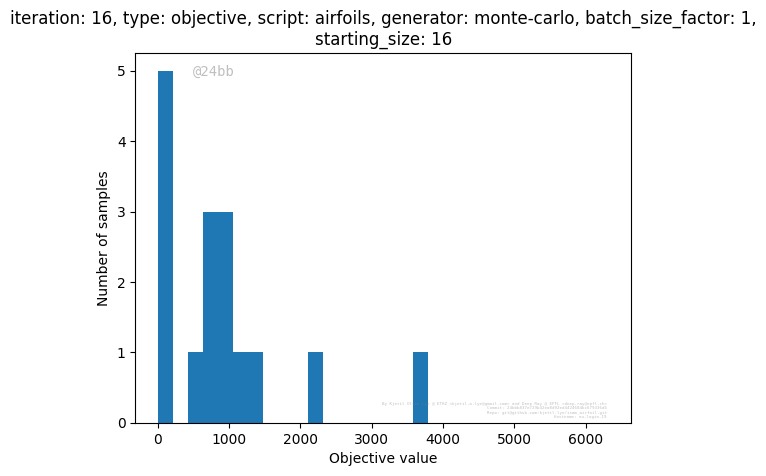 iteration: 16, type: objective, script: airfoils, generator: monte-carlo, batch_size_factor: 1,
starting_size: 16
@24bb
5
4
3
2
1
0
Number of samples
0 1000 2000 3000 4000 5000 6000
Objective value